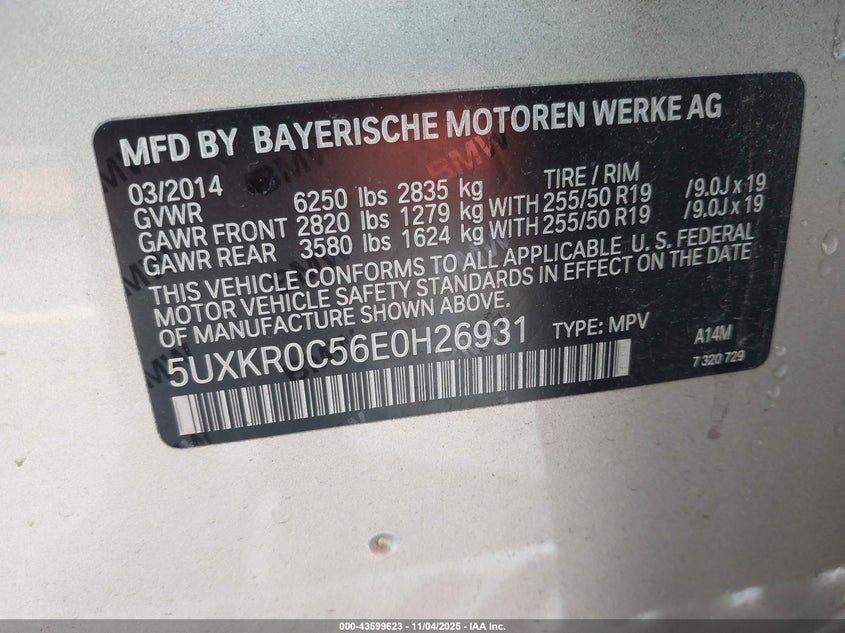 MFD BY BAYERISCHE MOTOREN WERKE AG
03/2014
GVWR 6250 lbs 2835 kg TIRE / RIM
GAWR FRONT 2820 lbs 1279 kg WITH 255/50 R19 /9.0J x 19
GAWR REAR 3580 lbs 1624 kg WITH 255/50 R19 /9.0J x 19
THIS VEHICLE CONFORMS TO ALL APPLICABLE U.S. FEDERAL
MOTOR VEHICLE SAFETY STANDARDS IN EFFECT ON THE DATE
OF MANUFACTURE SHOWN ABOVE.
5UXKR0C56E0H26931 TYPE: MPV A14M
7 320 729
000-43599623 - 11/04/2025 - IAA Inc.